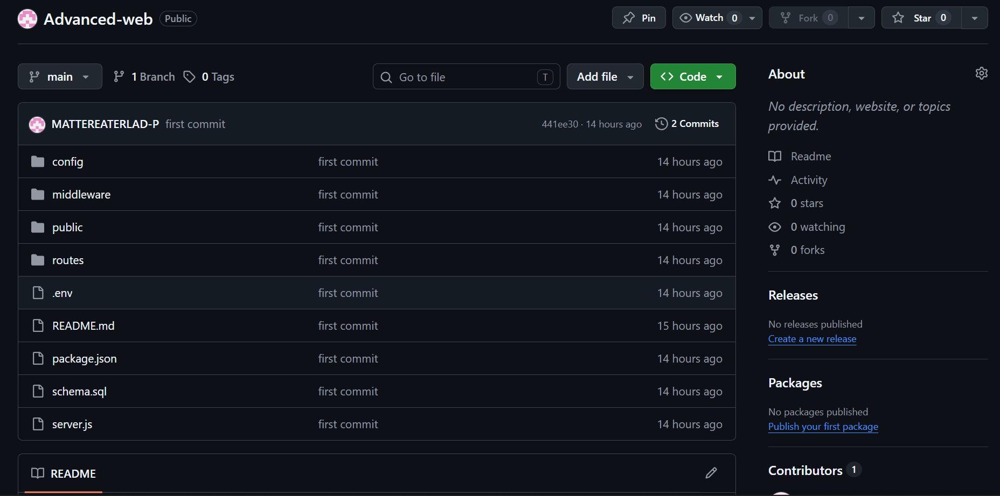 Advanced-web Public Pin Watch 0 Fork 0 Star 0
main 1 Branch 0 Tags Go to file T Add file Code
MATTEREATERLAD-P first commit 441ee30 · 14 hours ago 2 Commits
config first commit 14 hours ago
middleware first commit 14 hours ago
public first commit 14 hours ago
routes first commit 14 hours ago
.env first commit 14 hours ago
README.md first commit 15 hours ago
package.json first commit 14 hours ago
schema.sql first commit 14 hours ago
server.js first commit 14 hours ago
README
About
No description, website, or topics
provided.
Readme
Activity
0 stars
0 watching
0 forks
Releases
No releases published
Create a new release
Packages
No packages published
Publish your first package
Contributors 1